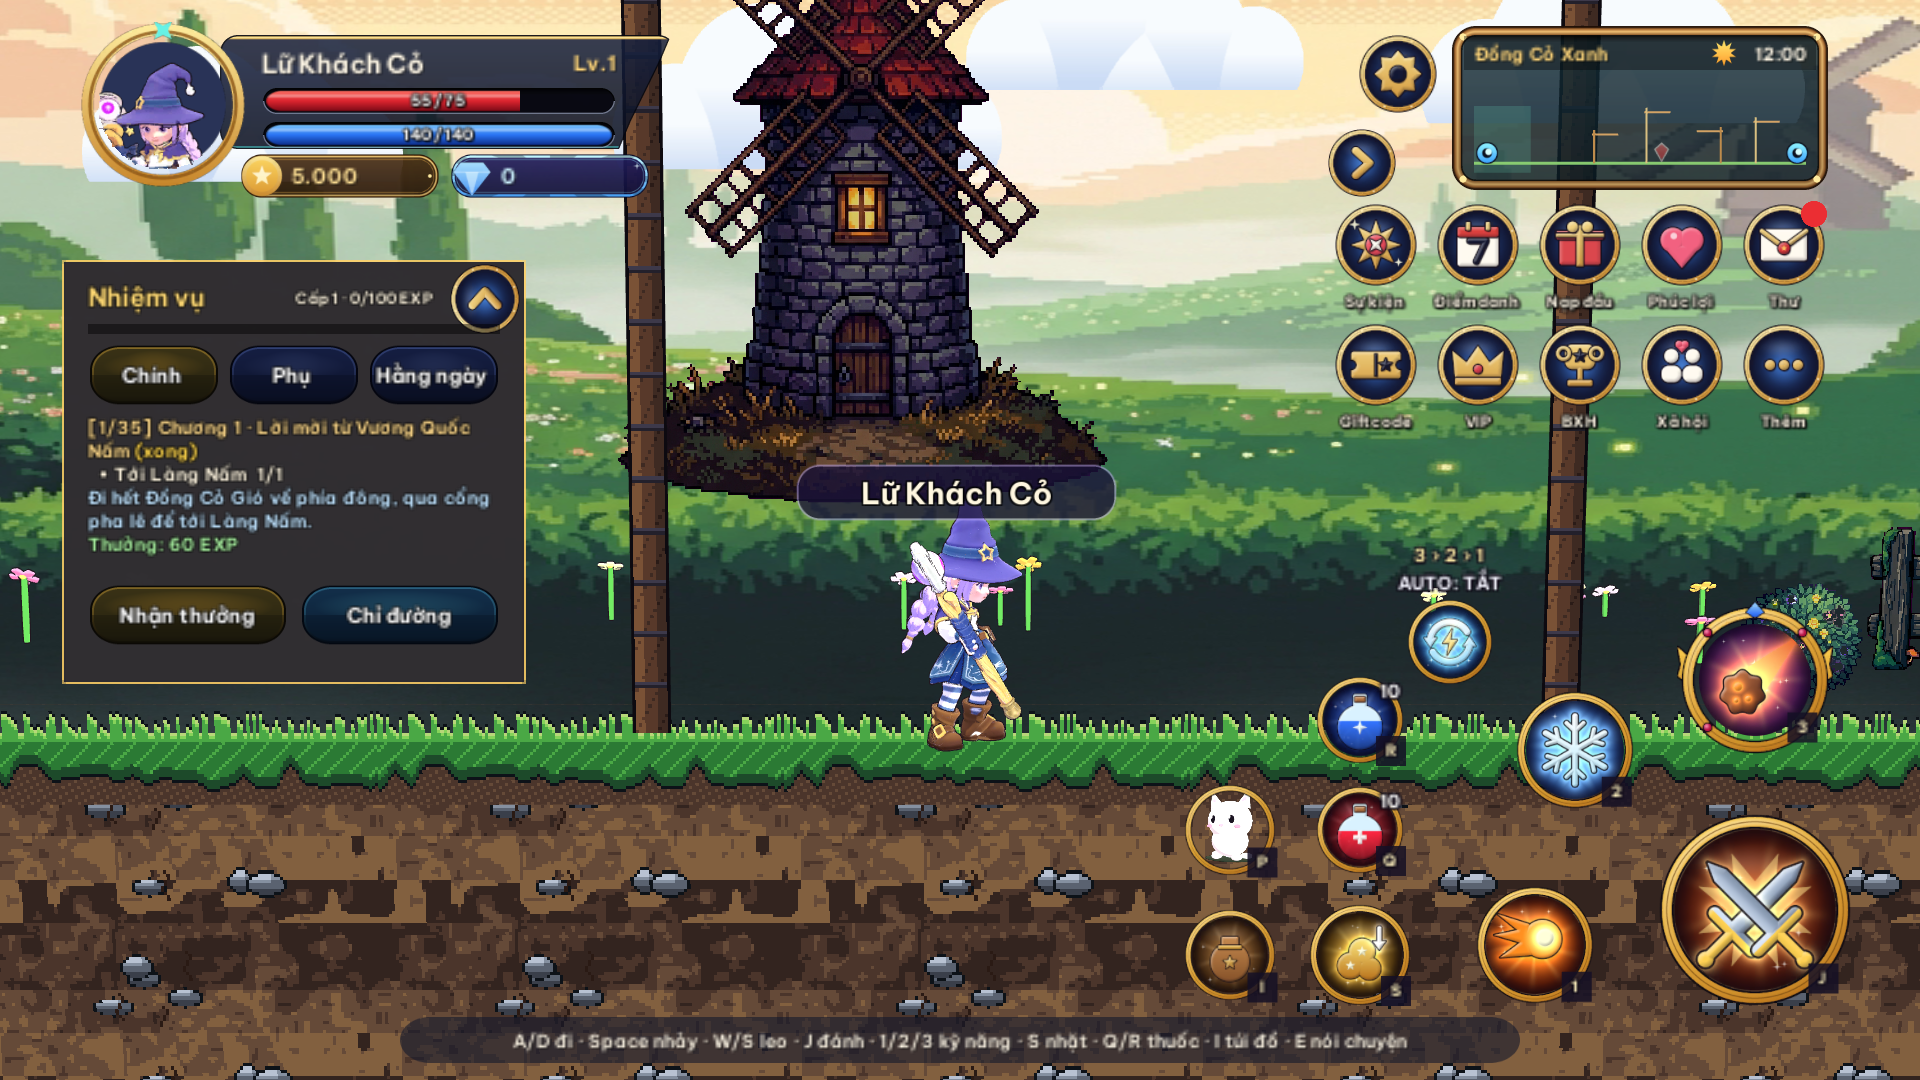 Lữ Khách Cỏ
Lv.1
55/75
140/140
5.000
0
Đồng Cỏ Xanh
12:00
Sự kiện
Điểm danh
Nạp đầu
Phúc lợi
Thư
7
Giftcode
VIP
BXH
Xã hội
Thêm
Nhiệm vụ
Cấp 1 · 0/100 EXP
Chính
Phụ
Hằng ngày
[1/35] Chương 1 - Lời mời từ Vương Quốc
Nấm (xong)
• Tới Làng Nấm 1/1
Đi hết Đồng Cỏ Gió về phía đông, qua cổng
pha lê để tới Làng Nấm.
Thưởng: 60 EXP
Nhận thưởng
Chỉ đường
Lữ Khách Cỏ
3 › 2 › 1
AUTO: TẮT
10
R
3
2
10
P
Q
I
S
1
J
A/D đi · Space nhảy · W/S leo · J đánh · 1/2/3 kỹ năng · S nhặt · Q/R thuốc · I túi đồ · E nói chuyện